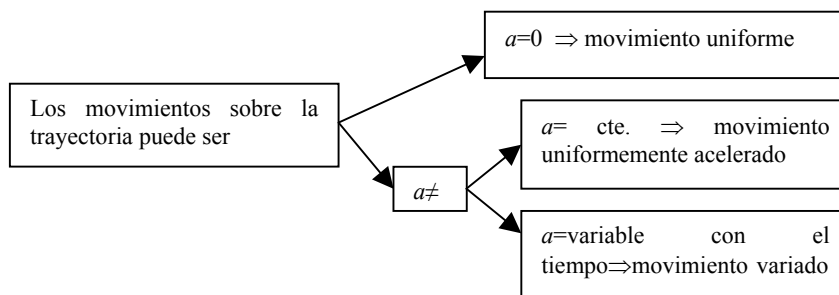 a=0 ⇒ movimiento uniforme
Los movimientos sobre la
trayectoria puede ser
a≠
a= cte. ⇒ movimiento
uniformemente acelerado
a=variable con el
tiempo⇒movimiento variado